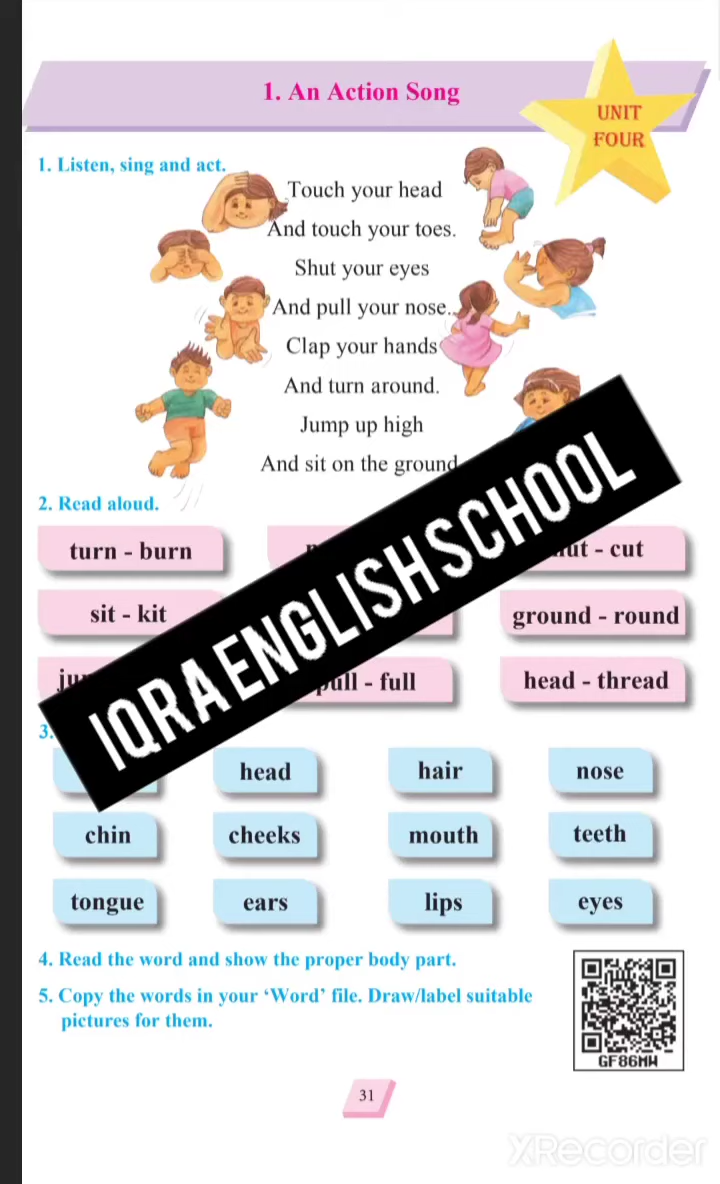 1. An Action Song
UNIT
FOUR
1. Listen, sing and act.
Touch your head
And touch your toes.
Shut your eyes
And pull your nose.
Clap your hands
And turn around.
Jump up high
And sit on the ground
2. Read aloud.
turn - burn
- cut
sit - kit
ground - round
pull - full
head - thread
IQRA ENGLISH SCHOOL
3.
head
hair
nose
chin
cheeks
mouth
teeth
tongue
ears
lips
eyes
4. Read the word and show the proper body part.
5. Copy the words in your ‘Word’ file. Draw/label suitable
pictures for them.
GF86MW
31
XRecorder